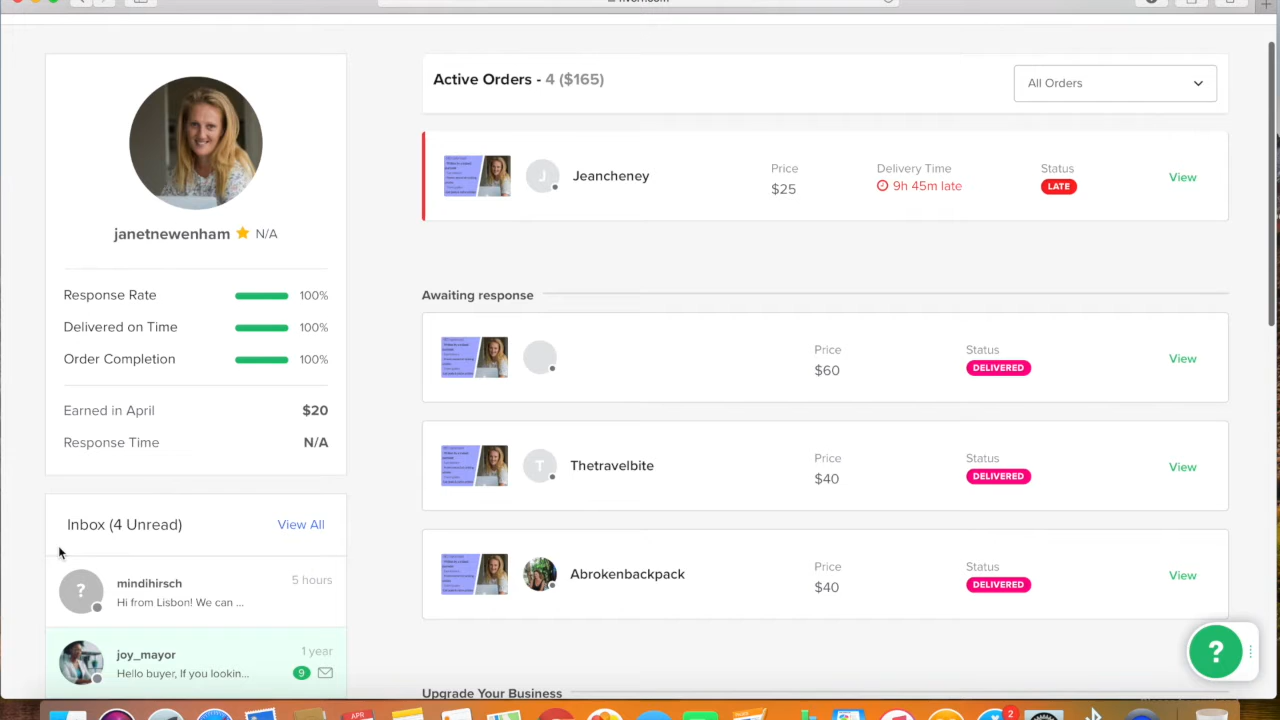 janetnewenham N/A
Response Rate 100%
Delivered on Time 100%
Order Completion 100%
Earned in April $20
Response Time N/A
Inbox (4 Unread) View All
?
mindihirsch 5 hours
Hi from Lisbon! We can ...
joy_mayor 1 year
Hello buyer, If you lookin... 9
Active Orders - 4 ($165) All Orders
J Jeancheney
Price
$25
Delivery Time
9h 45m late
Status
LATE
View
Awaiting response
Price
$60
Status
DELIVERED
View
T Thetravelbite
Price
$40
Status
DELIVERED
View
Abrokenbackpack
Price
$40
Status
DELIVERED
View
Upgrade Your Business
?
APR
2